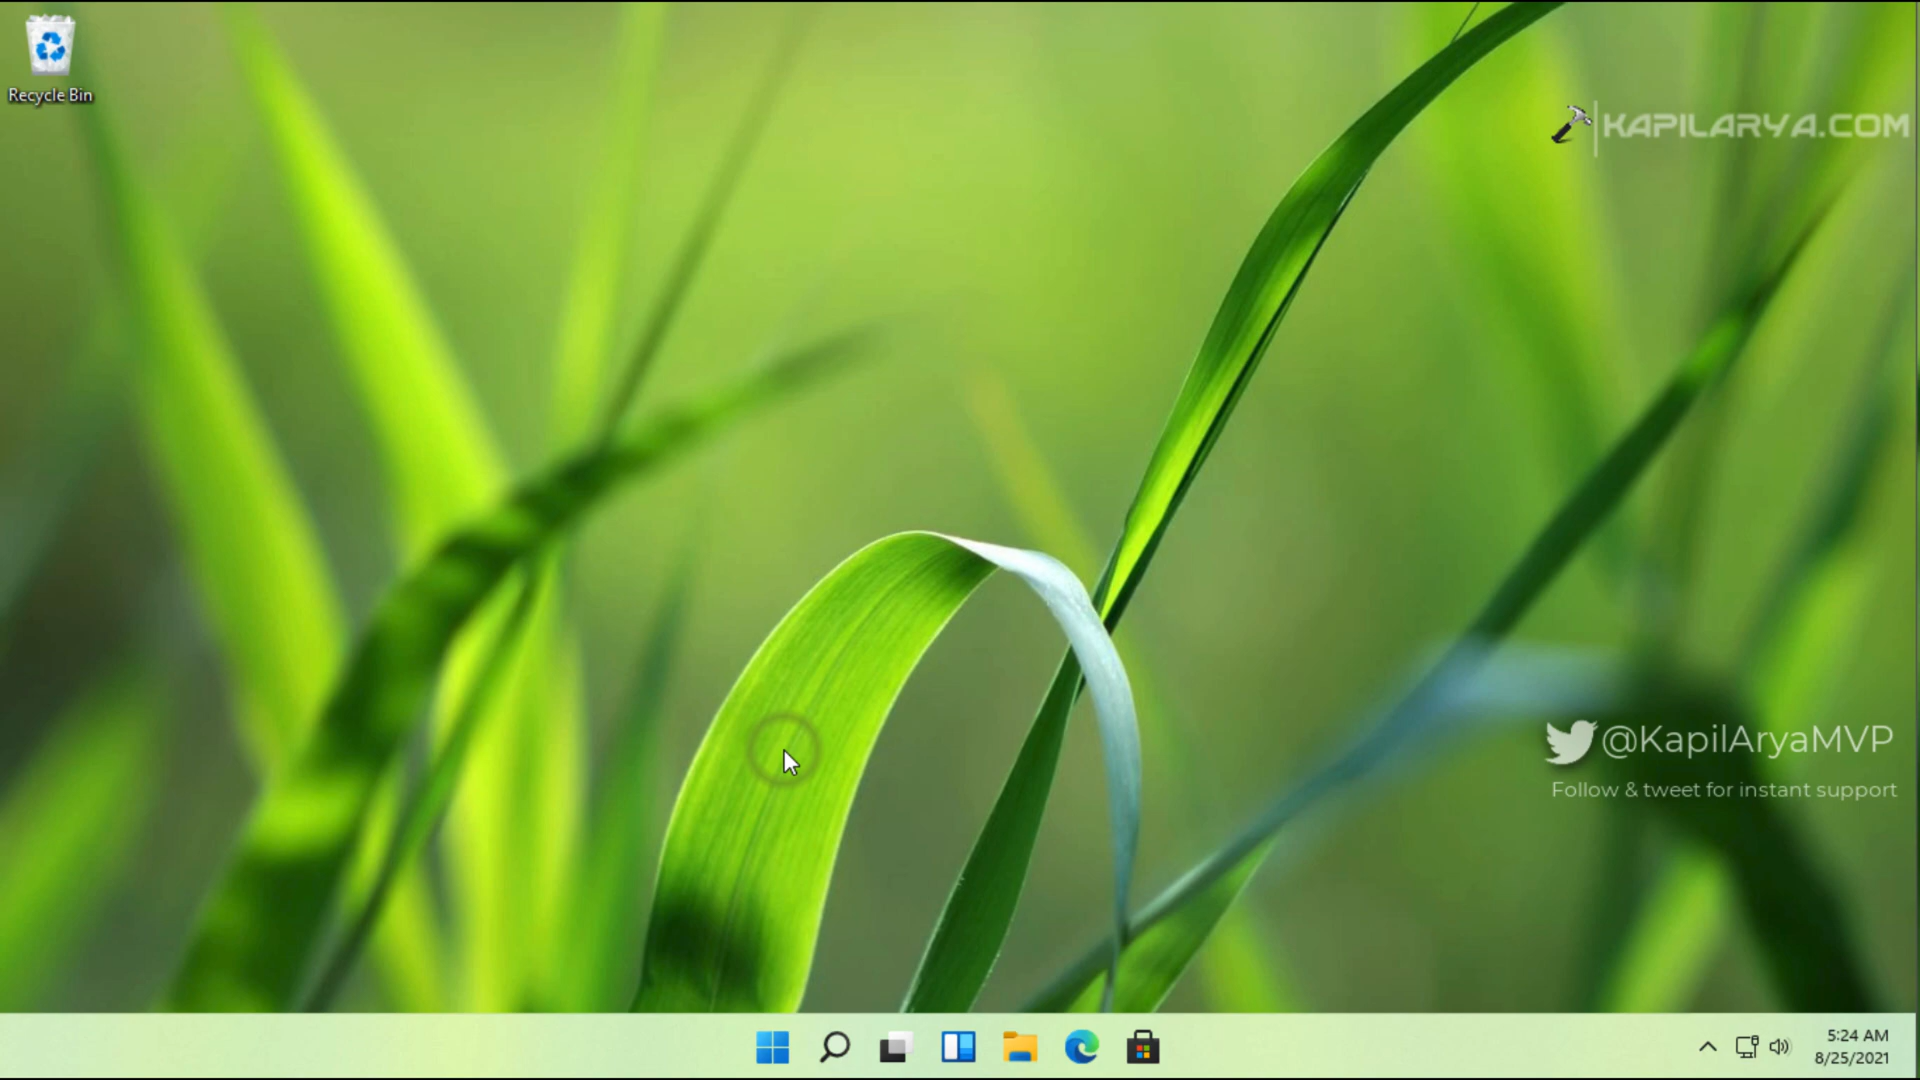 Recycle Bin
KAPILARYA.COM
@KapilAryaMVP
Follow & tweet for instant support
5:24 AM
8/25/2021